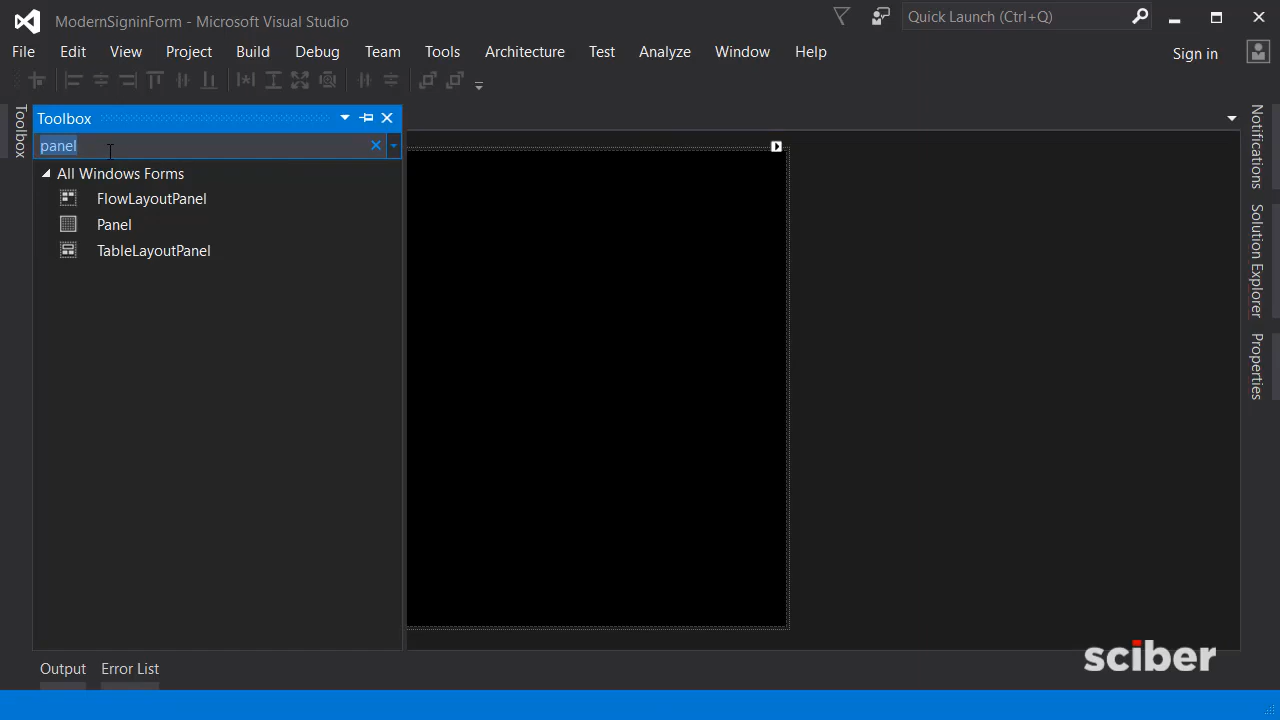 ModernSigninForm - Microsoft Visual Studio
Quick Launch (Ctrl+Q)
File Edit View Project Build Debug Team Tools Architecture Test Analyze Window Help
Sign in
Toolbox
Toolbox
panel
All Windows Forms
FlowLayoutPanel
Panel
TableLayoutPanel
Notifications
Solution Explorer
Properties
sciber
Output Error List